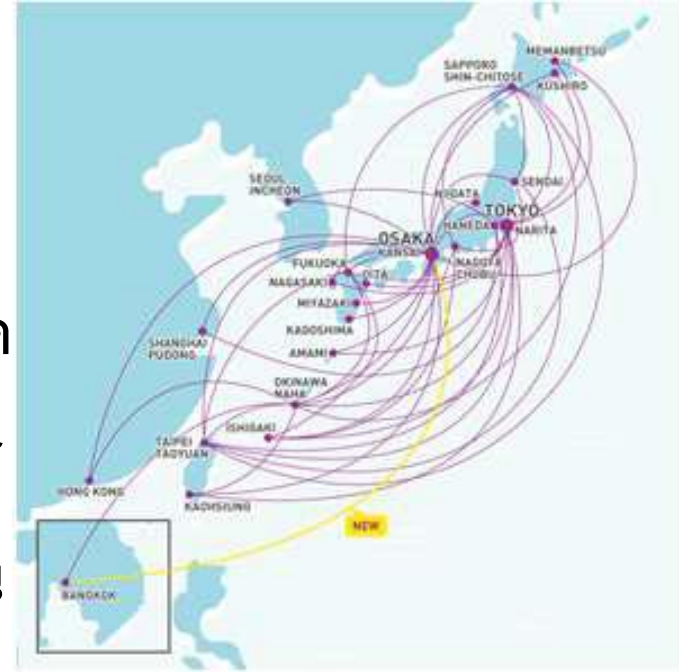 MEMANBETSU
SAPPORO
SHIN-CHITOSE
KUSHIRO
SEOUL
INCHEON
SENDAI
NIIGATA
TOKYO
HANEDA
NARITA
OSAKA
KANSAI
NAGOYA
CHUBU
FUKUOKA
OITA
NAGASAKI
MIYAZAKI
KAGOSHIMA
SHANGHAI
PUDONG
AMAMI
OKINAWA
NAHA
ISHIGAKI
TAIPEI
TAOYUAN
HONG KONG
KAOHSIUNG
NEW
BANGKOK